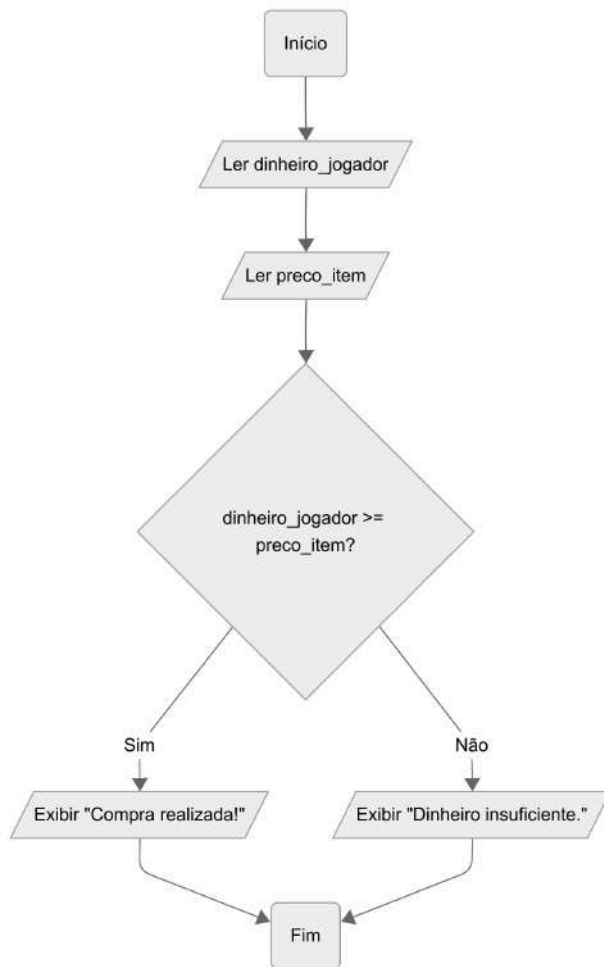 Início
Ler dinheiro_jogador
Ler preco_item
dinheiro_jogador >=
preco_item?
Sim
Não
Exibir "Compra realizada!"
Exibir "Dinheiro insuficiente."
Fim